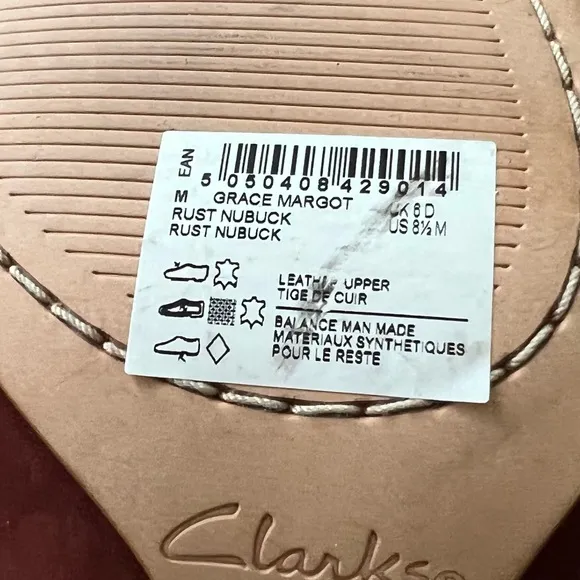 EAN
5 050408 429014
M GRACE MARGOT UK 6 D
RUST NUBUCK US 8½ M
RUST NUBUCK
LEATHER UPPER
TIGE DE CUIR
BALANCE MAN MADE
MATERIAUX SYNTHETIQUES
POUR LE RESTE
Clarks